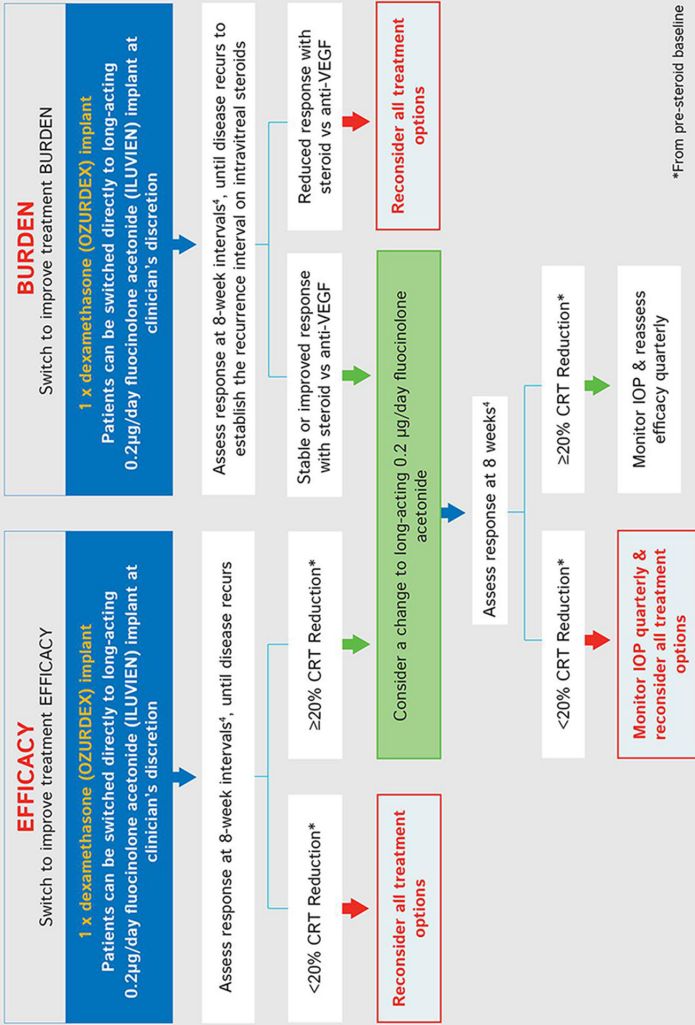 EFFICACY
Switch to improve treatment EFFICACY
1 x dexamethasone (OZURDEX) implant
Patients can be switched directly to long-acting
0.2µg/day fluocinolone acetonide (ILUVIEN) implant at
clinician's discretion
Assess response at 8-week intervals⁴, until disease recurs
<20% CRT Reduction*
≥20% CRT Reduction*
Reconsider all treatment
options
BURDEN
Switch to improve treatment BURDEN
1 x dexamethasone (OZURDEX) implant
Patients can be switched directly to long-acting
0.2µg/day fluocinolone acetonide (ILUVIEN) implant at
clinician's discretion
Assess response at 8-week intervals⁴, until disease recurs to
establish the recurrence interval on intravitreal steroids
Stable or improved response
with steroid vs anti-VEGF
Reduced response with
steroid vs anti-VEGF
Reconsider all treatment
options
Consider a change to long-acting 0.2 µg/day fluocinolone
acetonide
Assess response at 8 weeks⁴
<20% CRT Reduction*
≥20% CRT Reduction*
Monitor IOP quarterly &
reconsider all treatment
options
Monitor IOP & reassess
efficacy quarterly
*From pre-steroid baseline